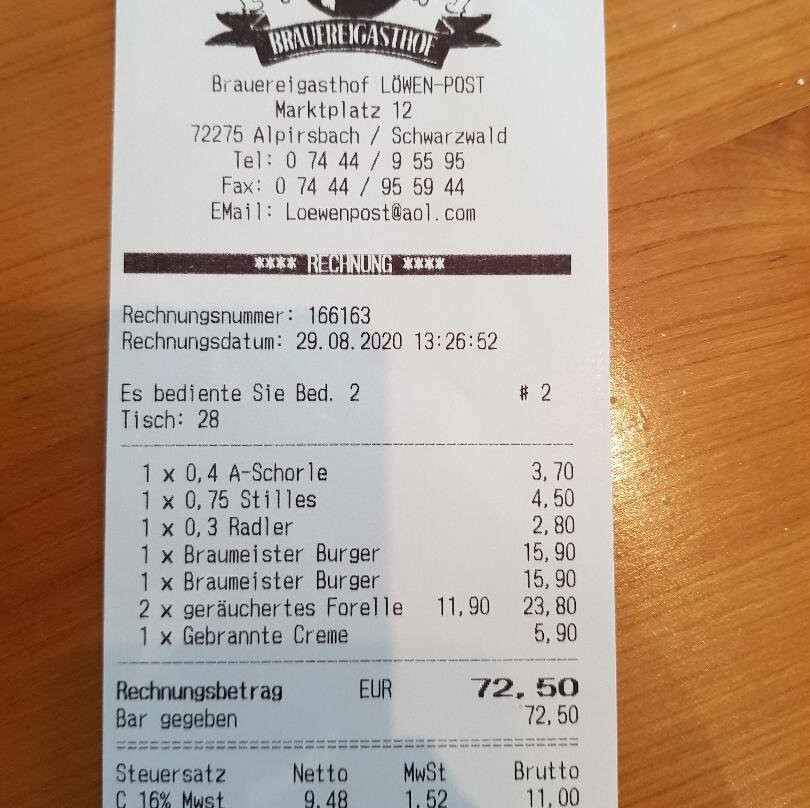 BRAUEREIGASTHOF
Brauereigasthof LÖWEN-POST
Marktplatz 12
72275 Alpirsbach / Schwarzwald
Tel: 0 74 44 / 9 55 95
Fax: 0 74 44 / 95 59 44
EMail: Loewenpost@aol.com
**** RECHNUNG ****
Rechnungsnummer: 166163
Rechnungsdatum: 29.08.2020 13:26:52
Es bediente Sie Bed. 2 # 2
Tisch: 28
1 x 0,4 A-Schorle 3,70
1 x 0,75 Stilles 4,50
1 x 0,3 Radler 2,80
1 x Braumeister Burger 15,90
1 x Braumeister Burger 15,90
2 x geräuchertes Forelle 11,90 23,80
1 x Gebrannte Creme 5,90
Rechnungsbetrag EUR 72,50
Bar gegeben 72,50
Steuersatz Netto MwSt Brutto
C 16% Mwst 9,48 1,52 11,00